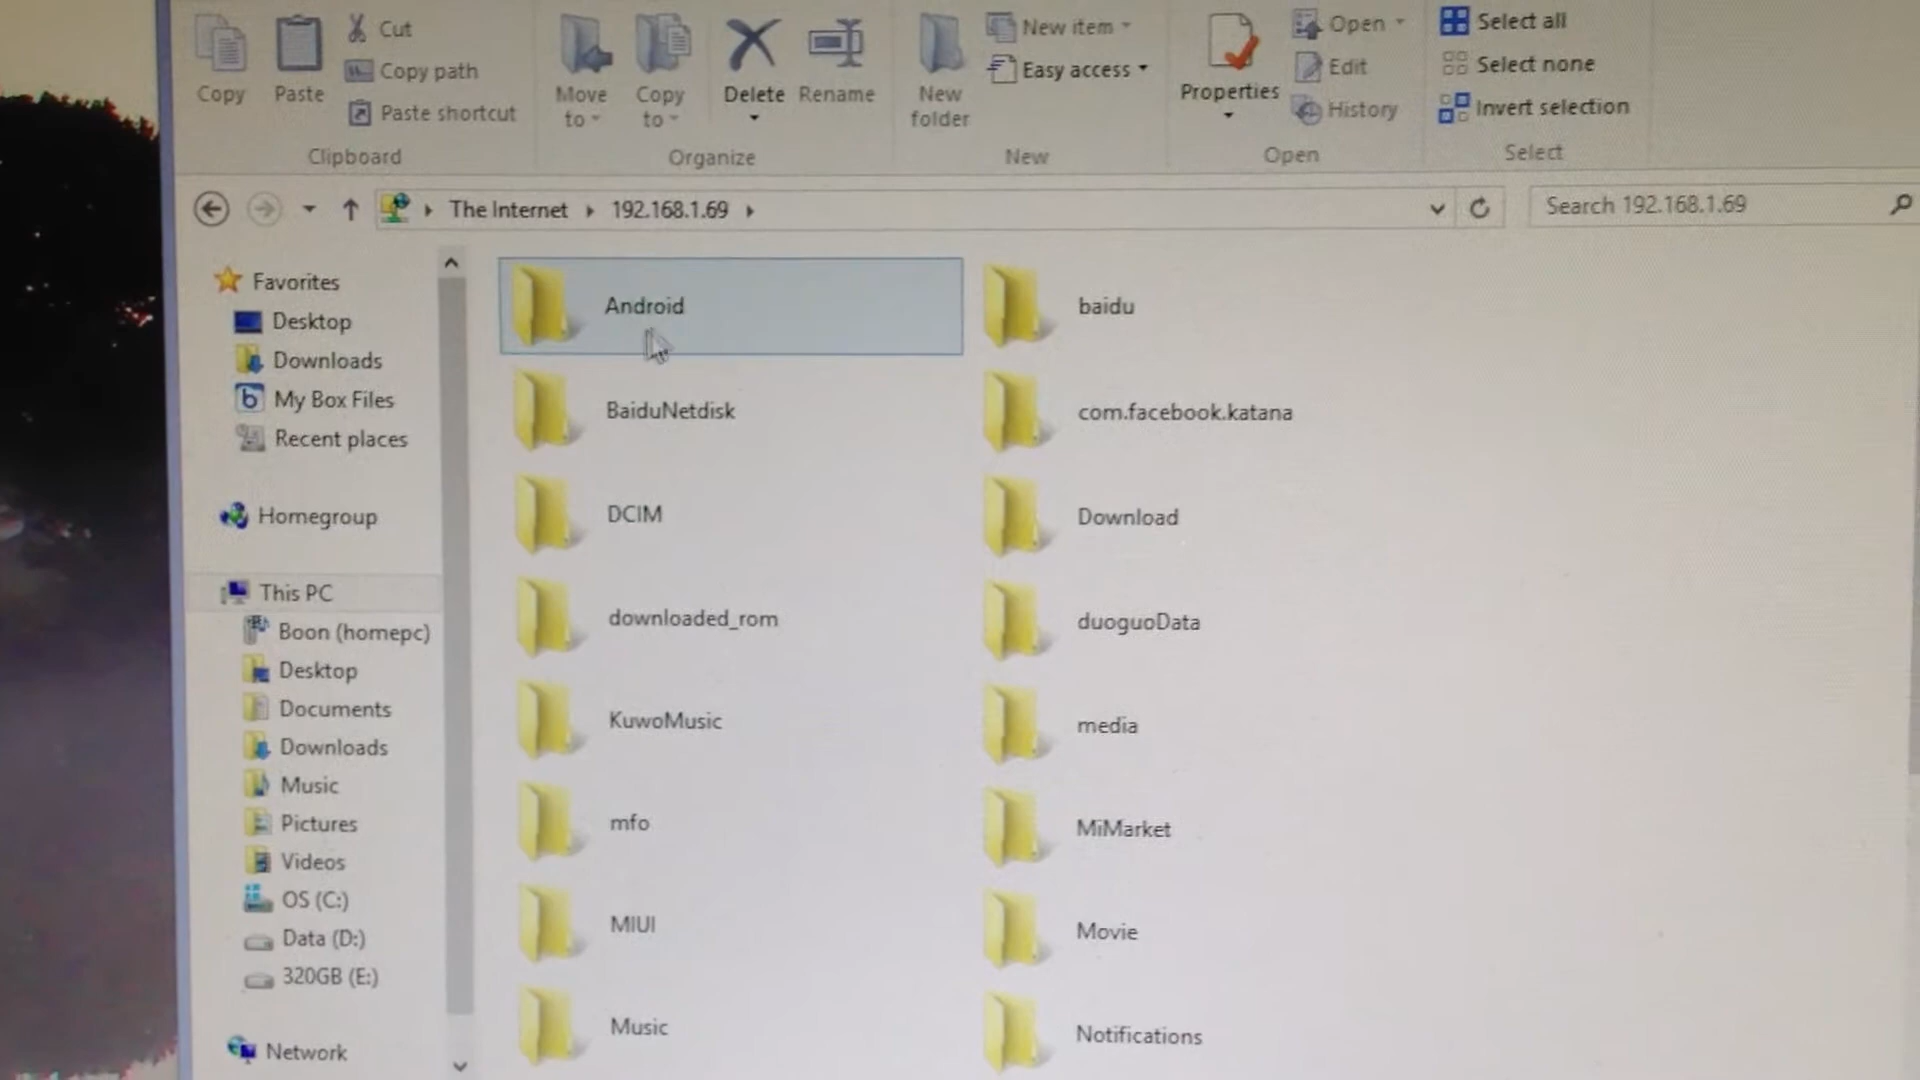 Copy
Paste
Cut
Copy path
Paste shortcut
Clipboard
Move to
Copy to
Delete
Rename
Organize
New folder
New item
Easy access
New
Properties
Open
Edit
History
Open
Select all
Select none
Invert selection
Select
The Internet
192.168.1.69
Search 192.168.1.69
Favorites
Desktop
Downloads
My Box Files
Recent places
Homegroup
This PC
Boon (homepc)
Desktop
Documents
Downloads
Music
Pictures
Videos
OS (C:)
Data (D:)
320GB (E:)
Network
Android
baidu
BaiduNetdisk
com.facebook.katana
DCIM
Download
downloaded_rom
duoguoData
KuwoMusic
media
mfo
MiMarket
MIUI
Movie
Music
Notifications